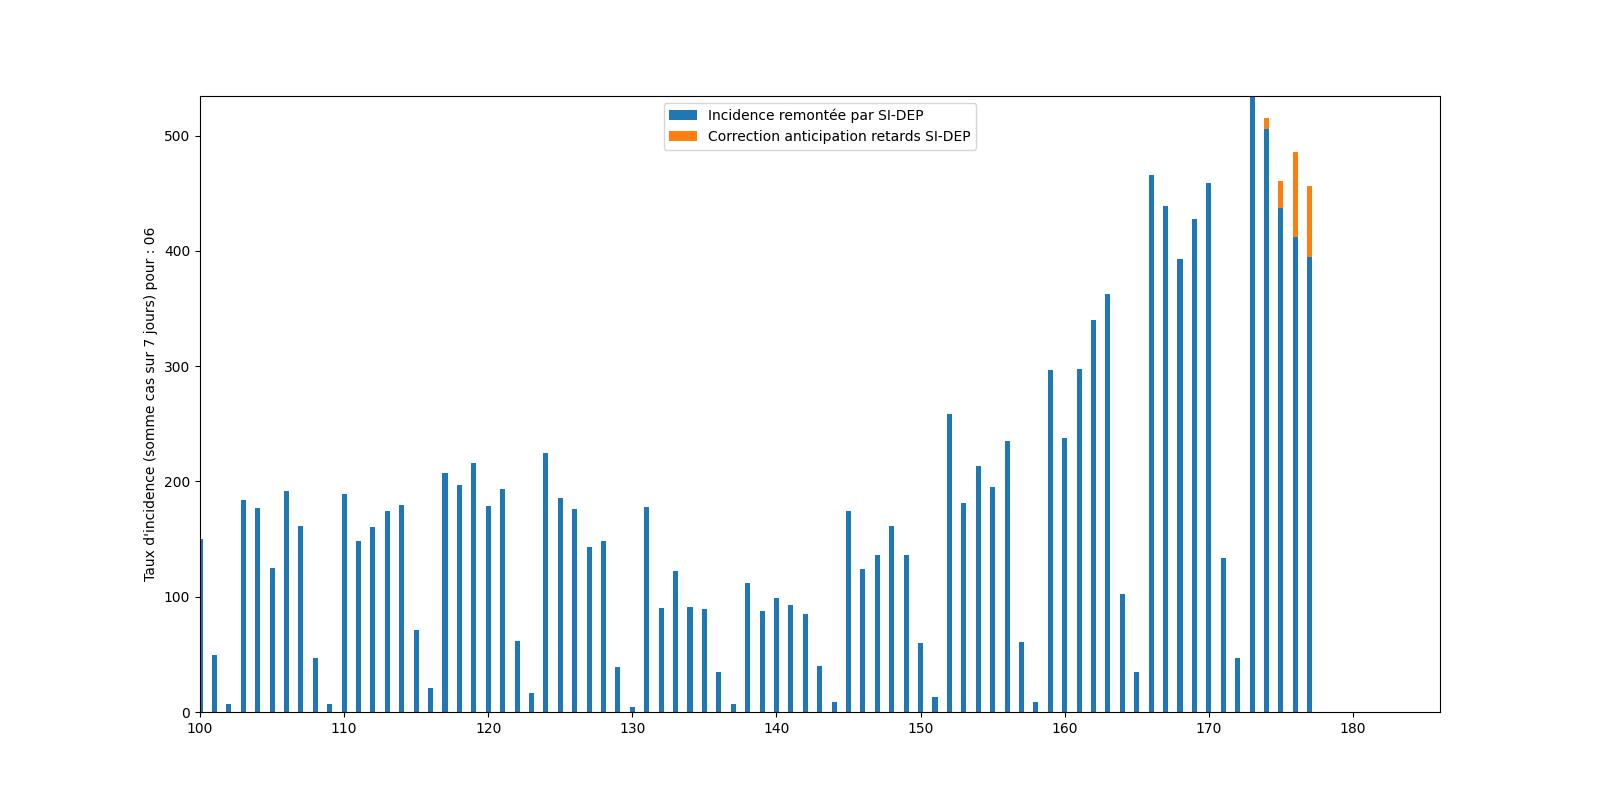 Incidence remontée par SI-DEP
Correction anticipation retards SI-DEP
Taux d'incidence (somme cas sur 7 jours) pour : 06
500
400
300
200
100
0
100 110 120 130 140 150 160 170 180